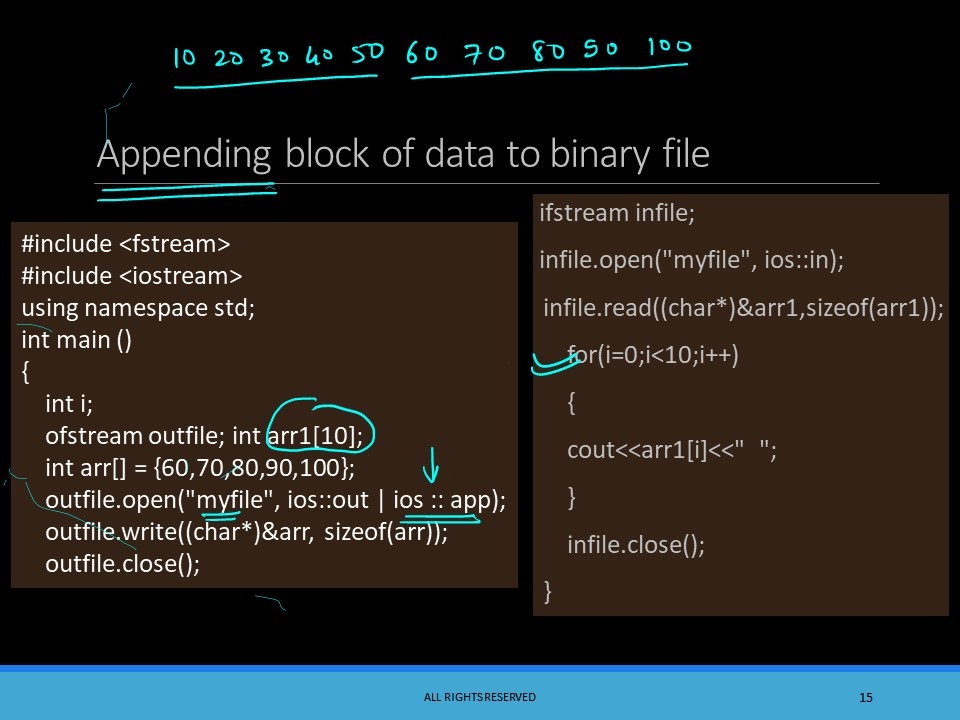 10 20 30 40 50 60 70 80 50 100
Appending block of data to binary file
#include <fstream>
#include <iostream>
using namespace std;
int main ()
{
int i;
ofstream outfile; int arr1[10];
int arr[] = {60,70,80,90,100};
outfile.open("myfile", ios::out | ios :: app);
outfile.write((char*)&arr, sizeof(arr));
outfile.close();
ifstream infile;
infile.open("myfile", ios::in);
infile.read((char*)&arr1,sizeof(arr1));
for(i=0;i<10;i++)
{
cout<<arr1[i]<<"  ";
}
infile.close();
}
ALL RIGHTS RESERVED
15